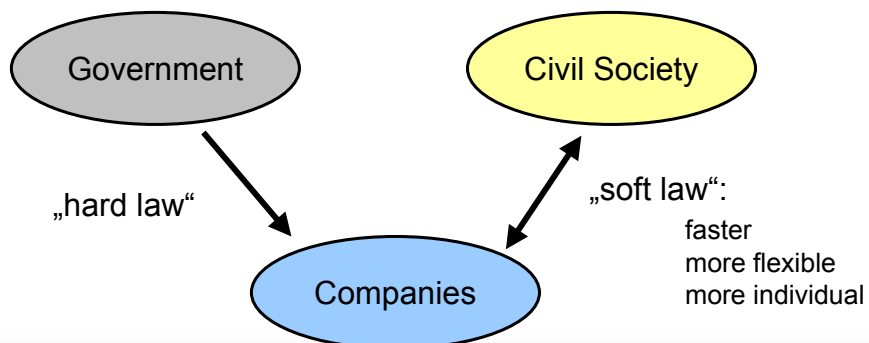 Government
Civil Society
„hard law“
„soft law“:
faster
more flexible
more individual
Companies